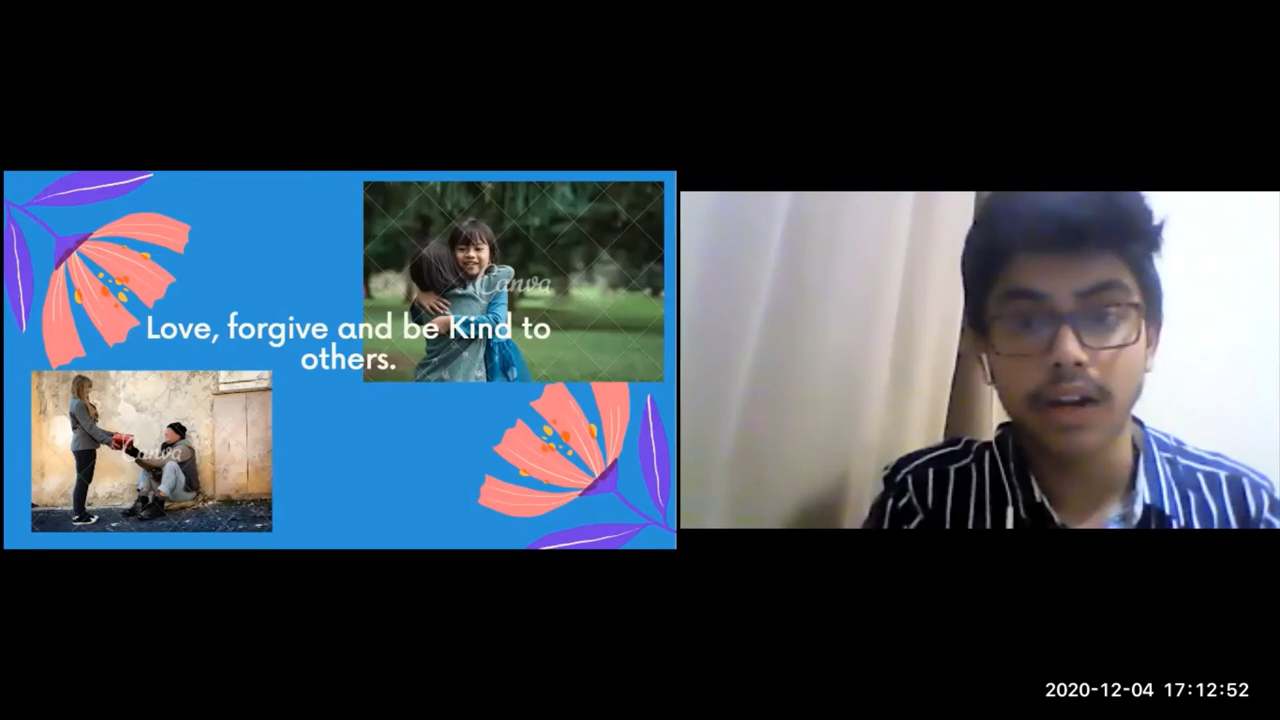 Canva
Love, forgive and be Kind to
others.
Canva
2020-12-04 17:12:52